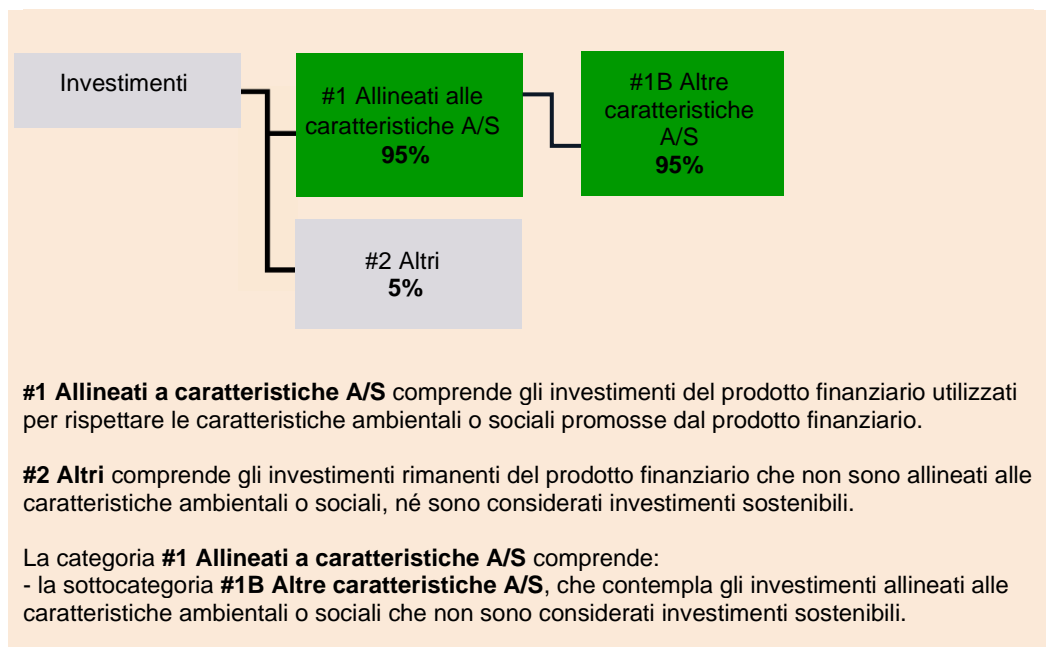 Investimenti
#1 Allineati alle
caratteristiche A/S
95%
#1B Altre
caratteristiche
A/S
95%
#2 Altri
5%
#1 Allineati a caratteristiche A/S comprende gli investimenti del prodotto finanziario utilizzati
per rispettare le caratteristiche ambientali o sociali promosse dal prodotto finanziario.
#2 Altri comprende gli investimenti rimanenti del prodotto finanziario che non sono allineati alle
caratteristiche ambientali o sociali, né sono considerati investimenti sostenibili.
La categoria #1 Allineati a caratteristiche A/S comprende:
- la sottocategoria #1B Altre caratteristiche A/S, che contempla gli investimenti allineati alle
caratteristiche ambientali o sociali che non sono considerati investimenti sostenibili.